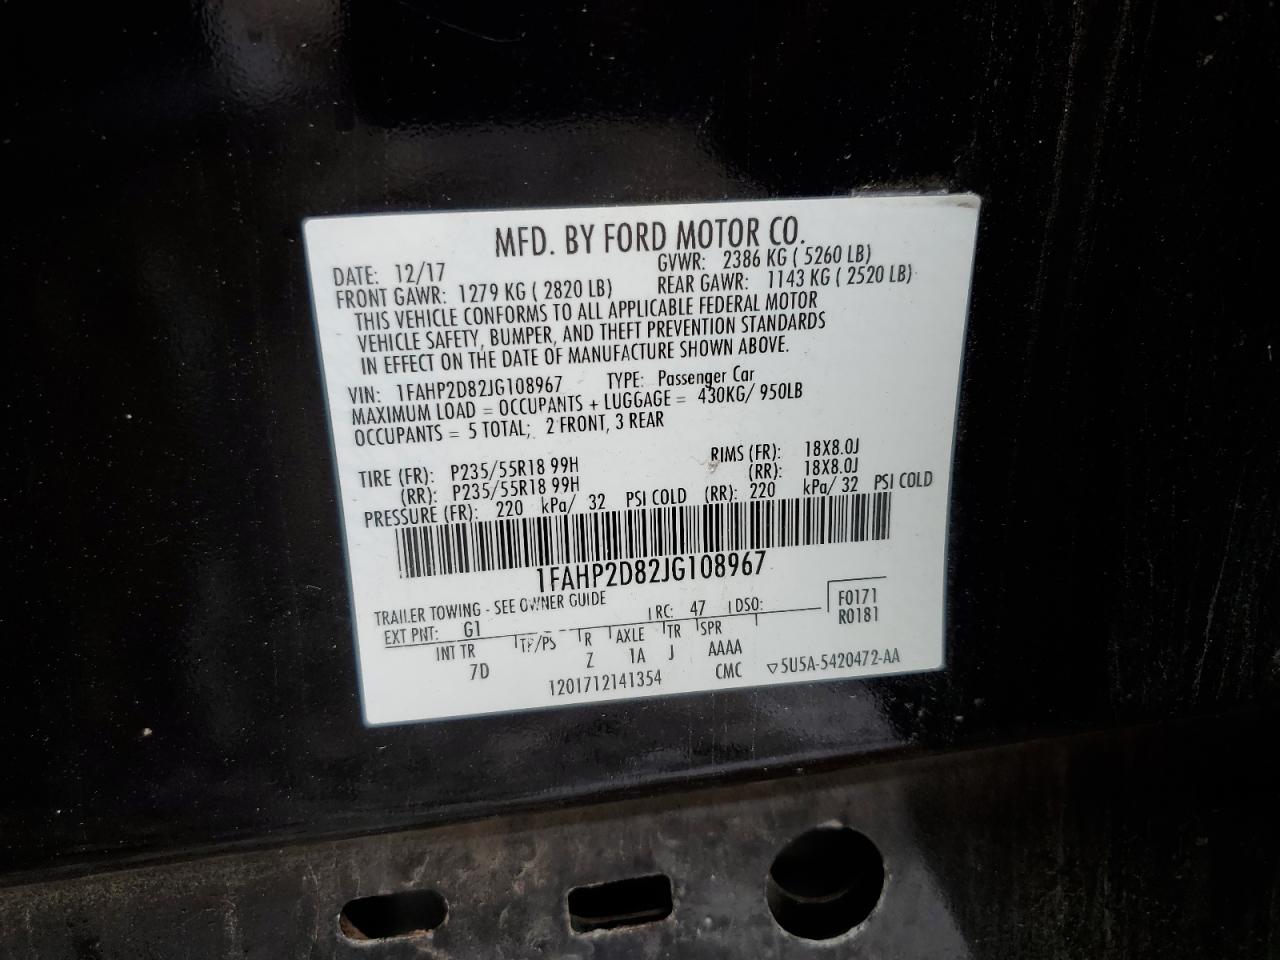 MFD. BY FORD MOTOR CO.
DATE: 12/17 GVWR: 2386 KG ( 5260 LB)
FRONT GAWR: 1279 KG ( 2820 LB) REAR GAWR: 1143 KG ( 2520 LB)
THIS VEHICLE CONFORMS TO ALL APPLICABLE FEDERAL MOTOR
VEHICLE SAFETY, BUMPER, AND THEFT PREVENTION STANDARDS
IN EFFECT ON THE DATE OF MANUFACTURE SHOWN ABOVE.
VIN: 1FAHP2D82JG108967 TYPE: Passenger Car
MAXIMUM LOAD = OCCUPANTS + LUGGAGE = 430KG/ 950LB
OCCUPANTS = 5 TOTAL; 2 FRONT, 3 REAR
TIRE (FR): P235/55R18 99H RIMS (FR): 18X8.0J
(RR): P235/55R18 99H (RR): 18X8.0J
PRESSURE (FR): 220 kPa/ 32 PSI COLD (RR): 220 kPa/ 32 PSI COLD
1FAHP2D82JG108967
TRAILER TOWING - SEE OWNER GUIDE
EXT PNT: G1 RC: 47 DSO: F0171
R0181
INT TR TP/PS R AXLE TR SPR
7D Z 1A J AAAA
1201712141354 CMC ▽5U5A-5420472-AA